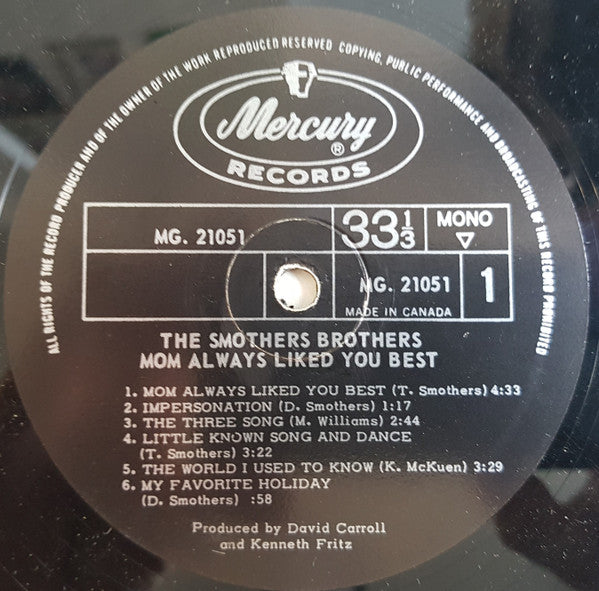 ALL RIGHTS OF THE RECORD PRODUCER AND OF THE OWNER OF THE WORK REPRODUCED RESERVED COPYING, PUBLIC PERFORMANCE AND BROADCASTING OF THIS RECORD PROHIBITED
Mercury ®
RECORDS
MG. 21051 33⅓ MONO
MG. 21051 1
MADE IN CANADA
THE SMOTHERS BROTHERS
MOM ALWAYS LIKED YOU BEST
1. MOM ALWAYS LIKED YOU BEST (T. Smothers) 4:33
2. IMPERSONATION (D. Smothers) 1:17
3. THE THREE SONG (M. Williams) 2:44
4. LITTLE KNOWN SONG AND DANCE
(T. Smothers) 3:22
5. THE WORLD I USED TO KNOW (K. McKuen) 3:29
6. MY FAVORITE HOLIDAY
(D. Smothers) :58
Produced by David Carroll
and Kenneth Fritz